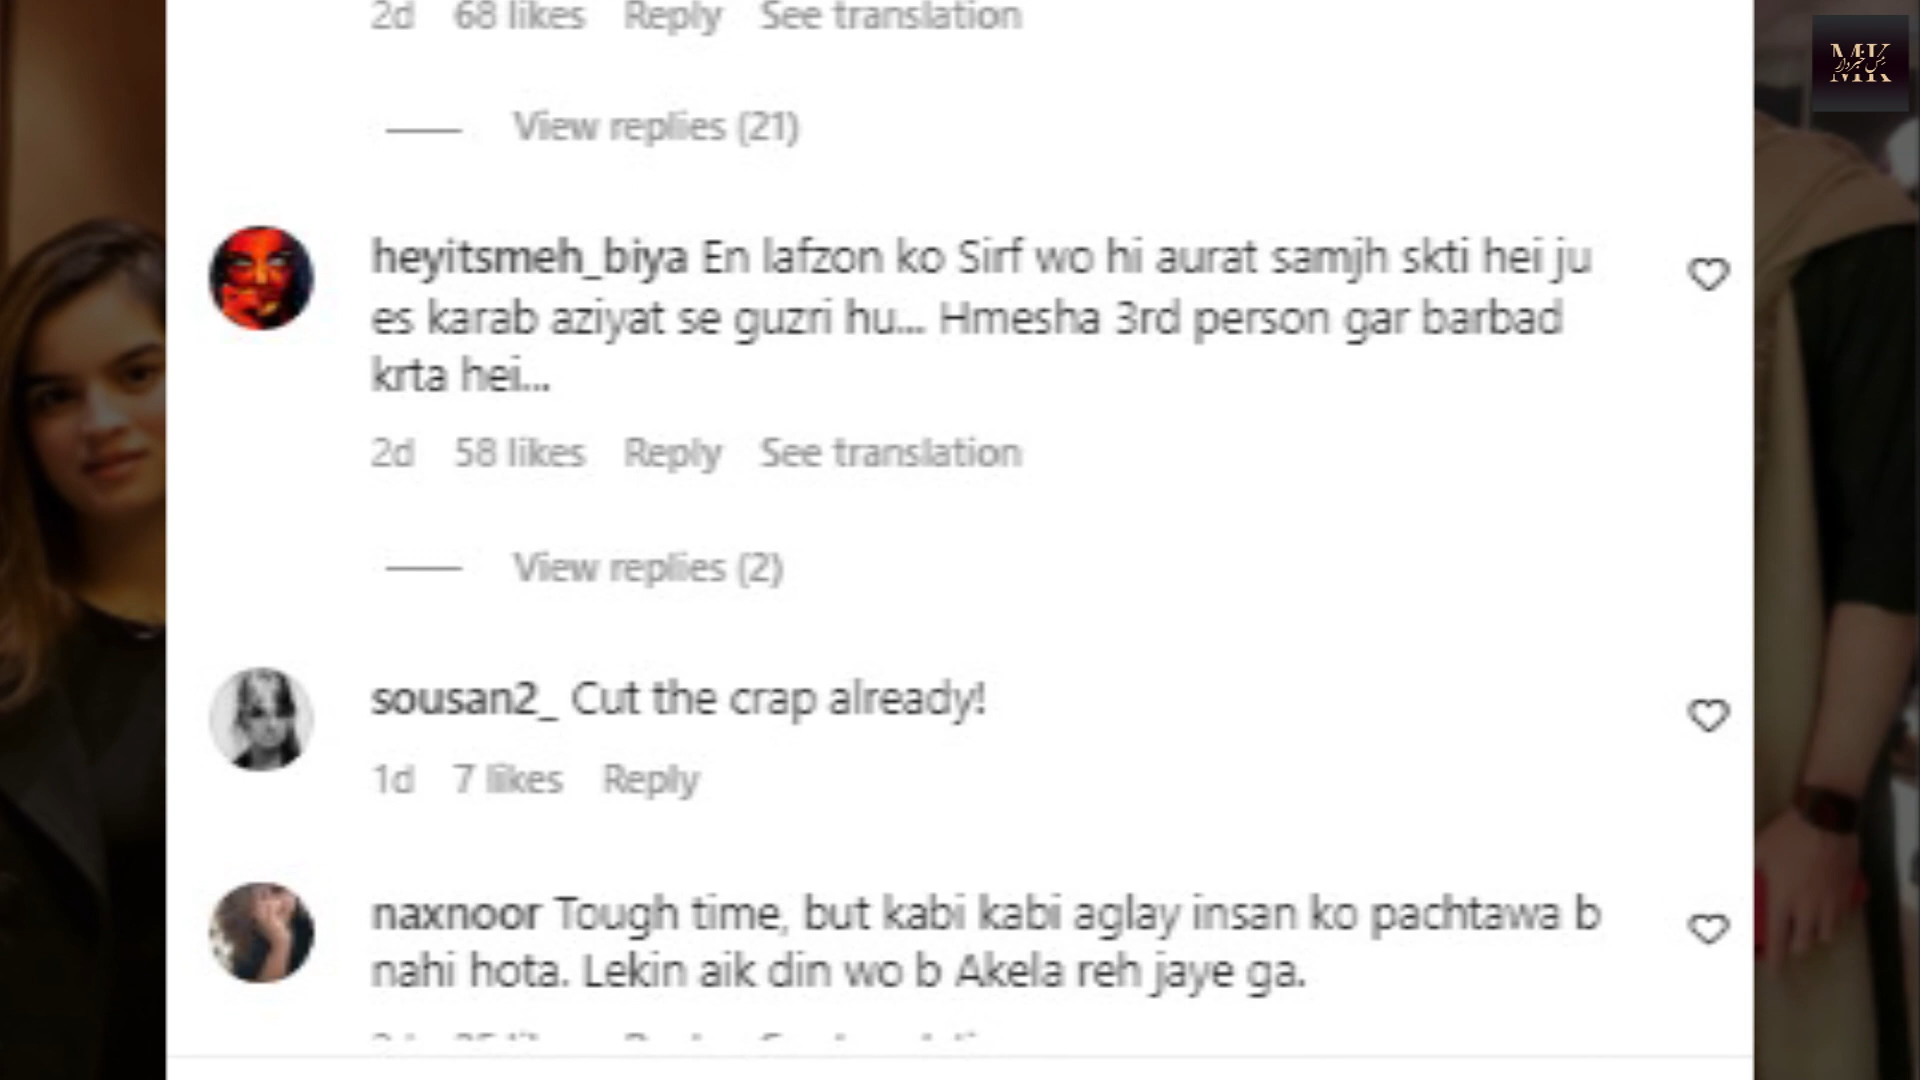 2d 68 likes Reply See translation
View replies (21)
heyitsmeh_biya En lafzon ko Sirf wo hi aurat samjh skti hei ju
es karab aziyat se guzri hu... Hmesha 3rd person gar barbad
krta hei...
2d 58 likes Reply See translation
View replies (2)
sousan2_ Cut the crap already!
1d 7 likes Reply
naxnoor Tough time, but kabi kabi aglay insan ko pachtawa b
nahi hota. Lekin aik din wo b Akela reh jaye ga.
MK